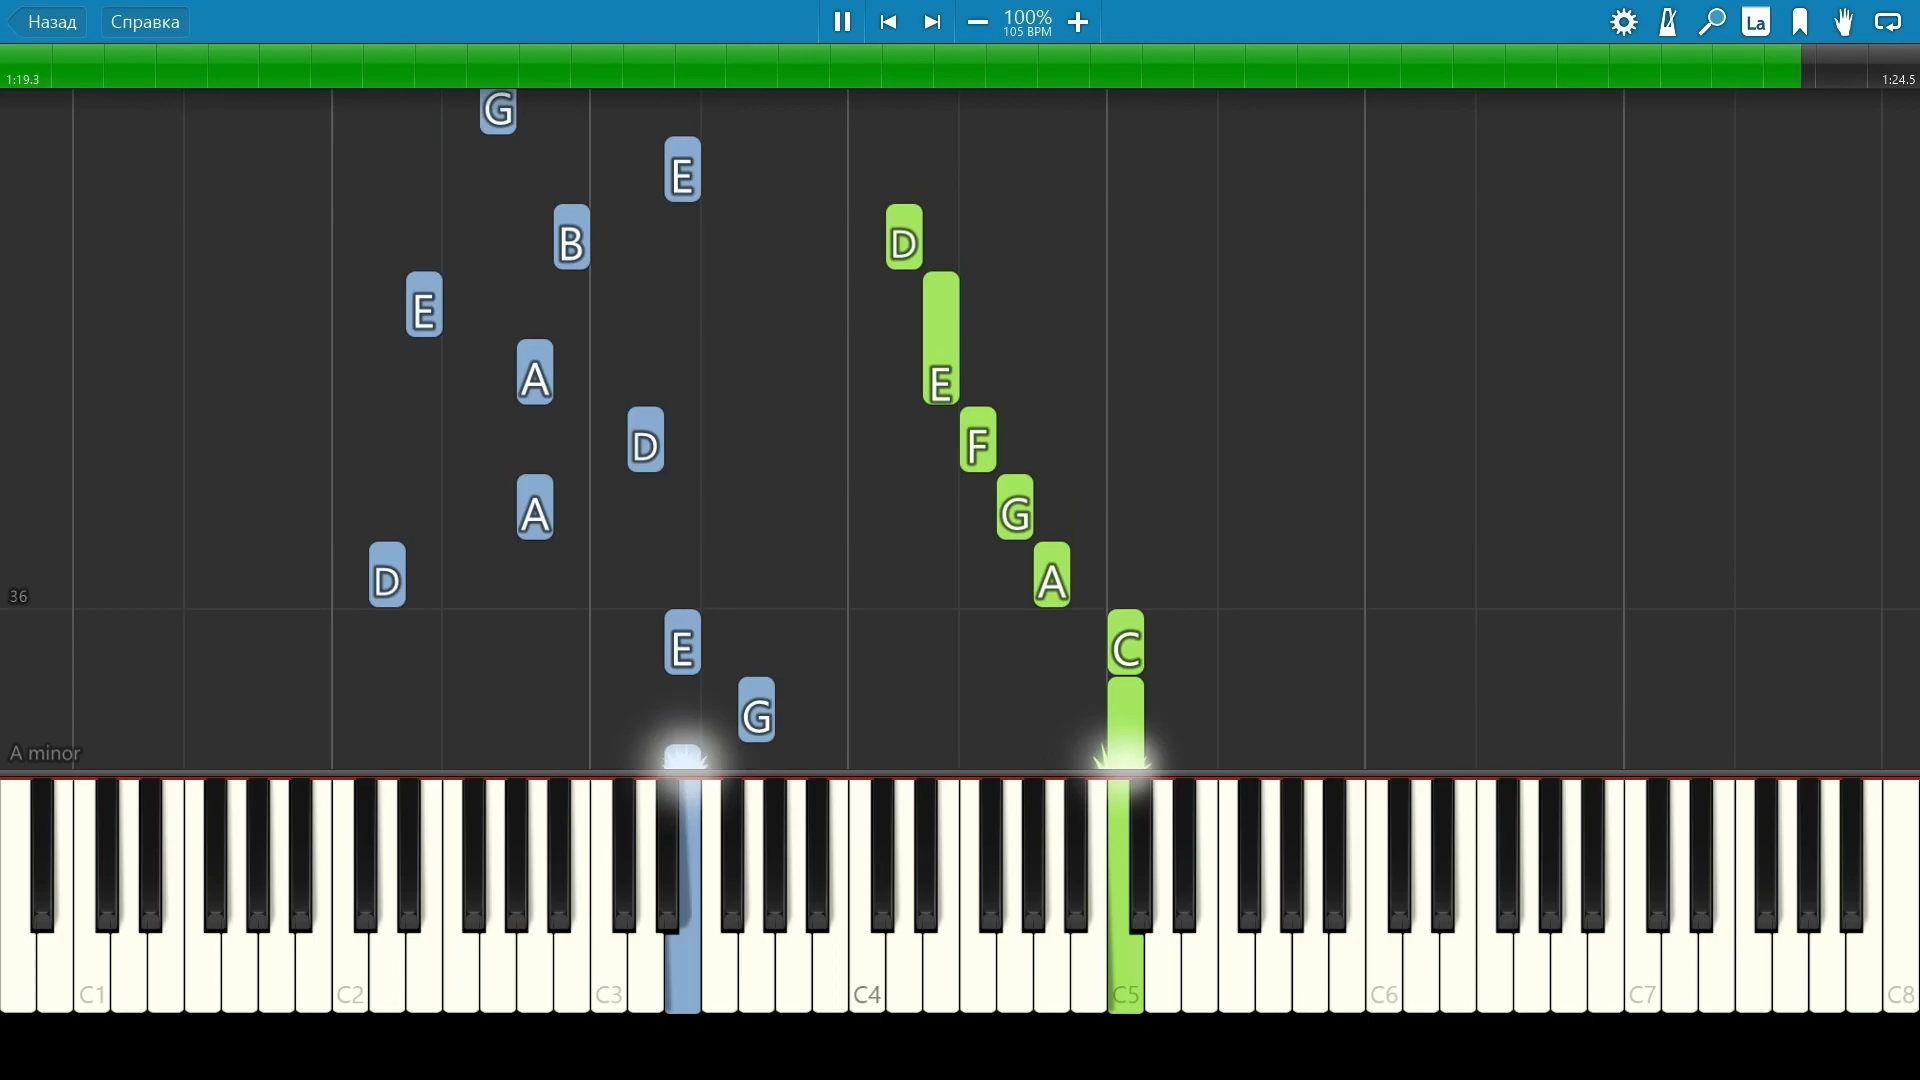 Назад Справка 100% La
105 BPM
1:19.3 1:24.5
G
E
B D
E
A E
D F
A G
D A
36
E C
G
A minor
C1 C2 C3 C4 C5 C6 C7 C8